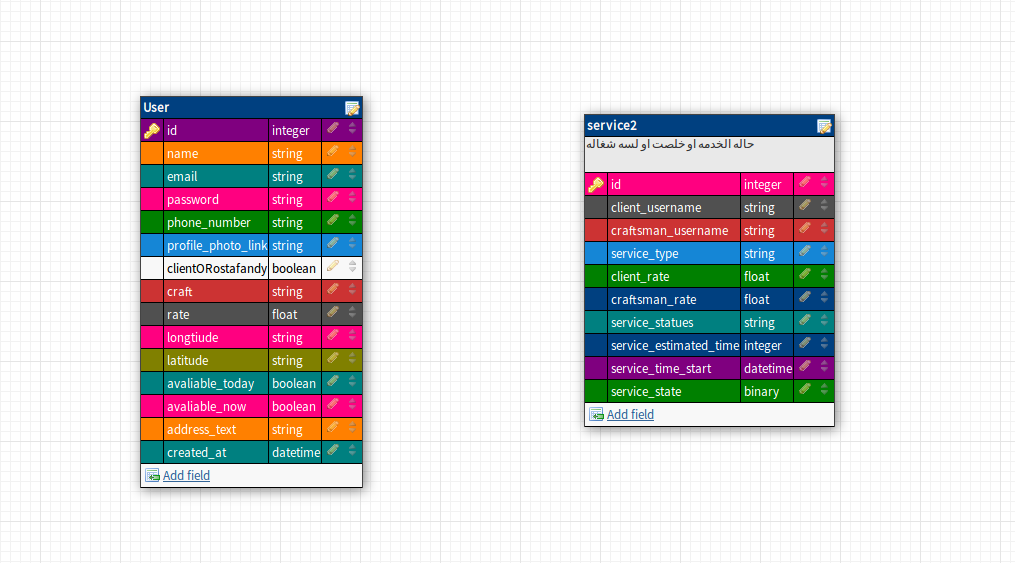 User
id integer
name string
email string
password string
phone_number string
profile_photo_link string
clientORostafandy boolean
craft string
rate float
longtiude string
latitude string
avaliable_today boolean
avaliable_now boolean
address_text string
created_at datetime
Add field
service2
حاله الخدمه او خلصت او لسه شغاله
id integer
client_username string
craftsman_username string
service_type string
client_rate float
craftsman_rate float
service_statues string
service_estimated_time integer
service_time_start datetime
service_state binary
Add field